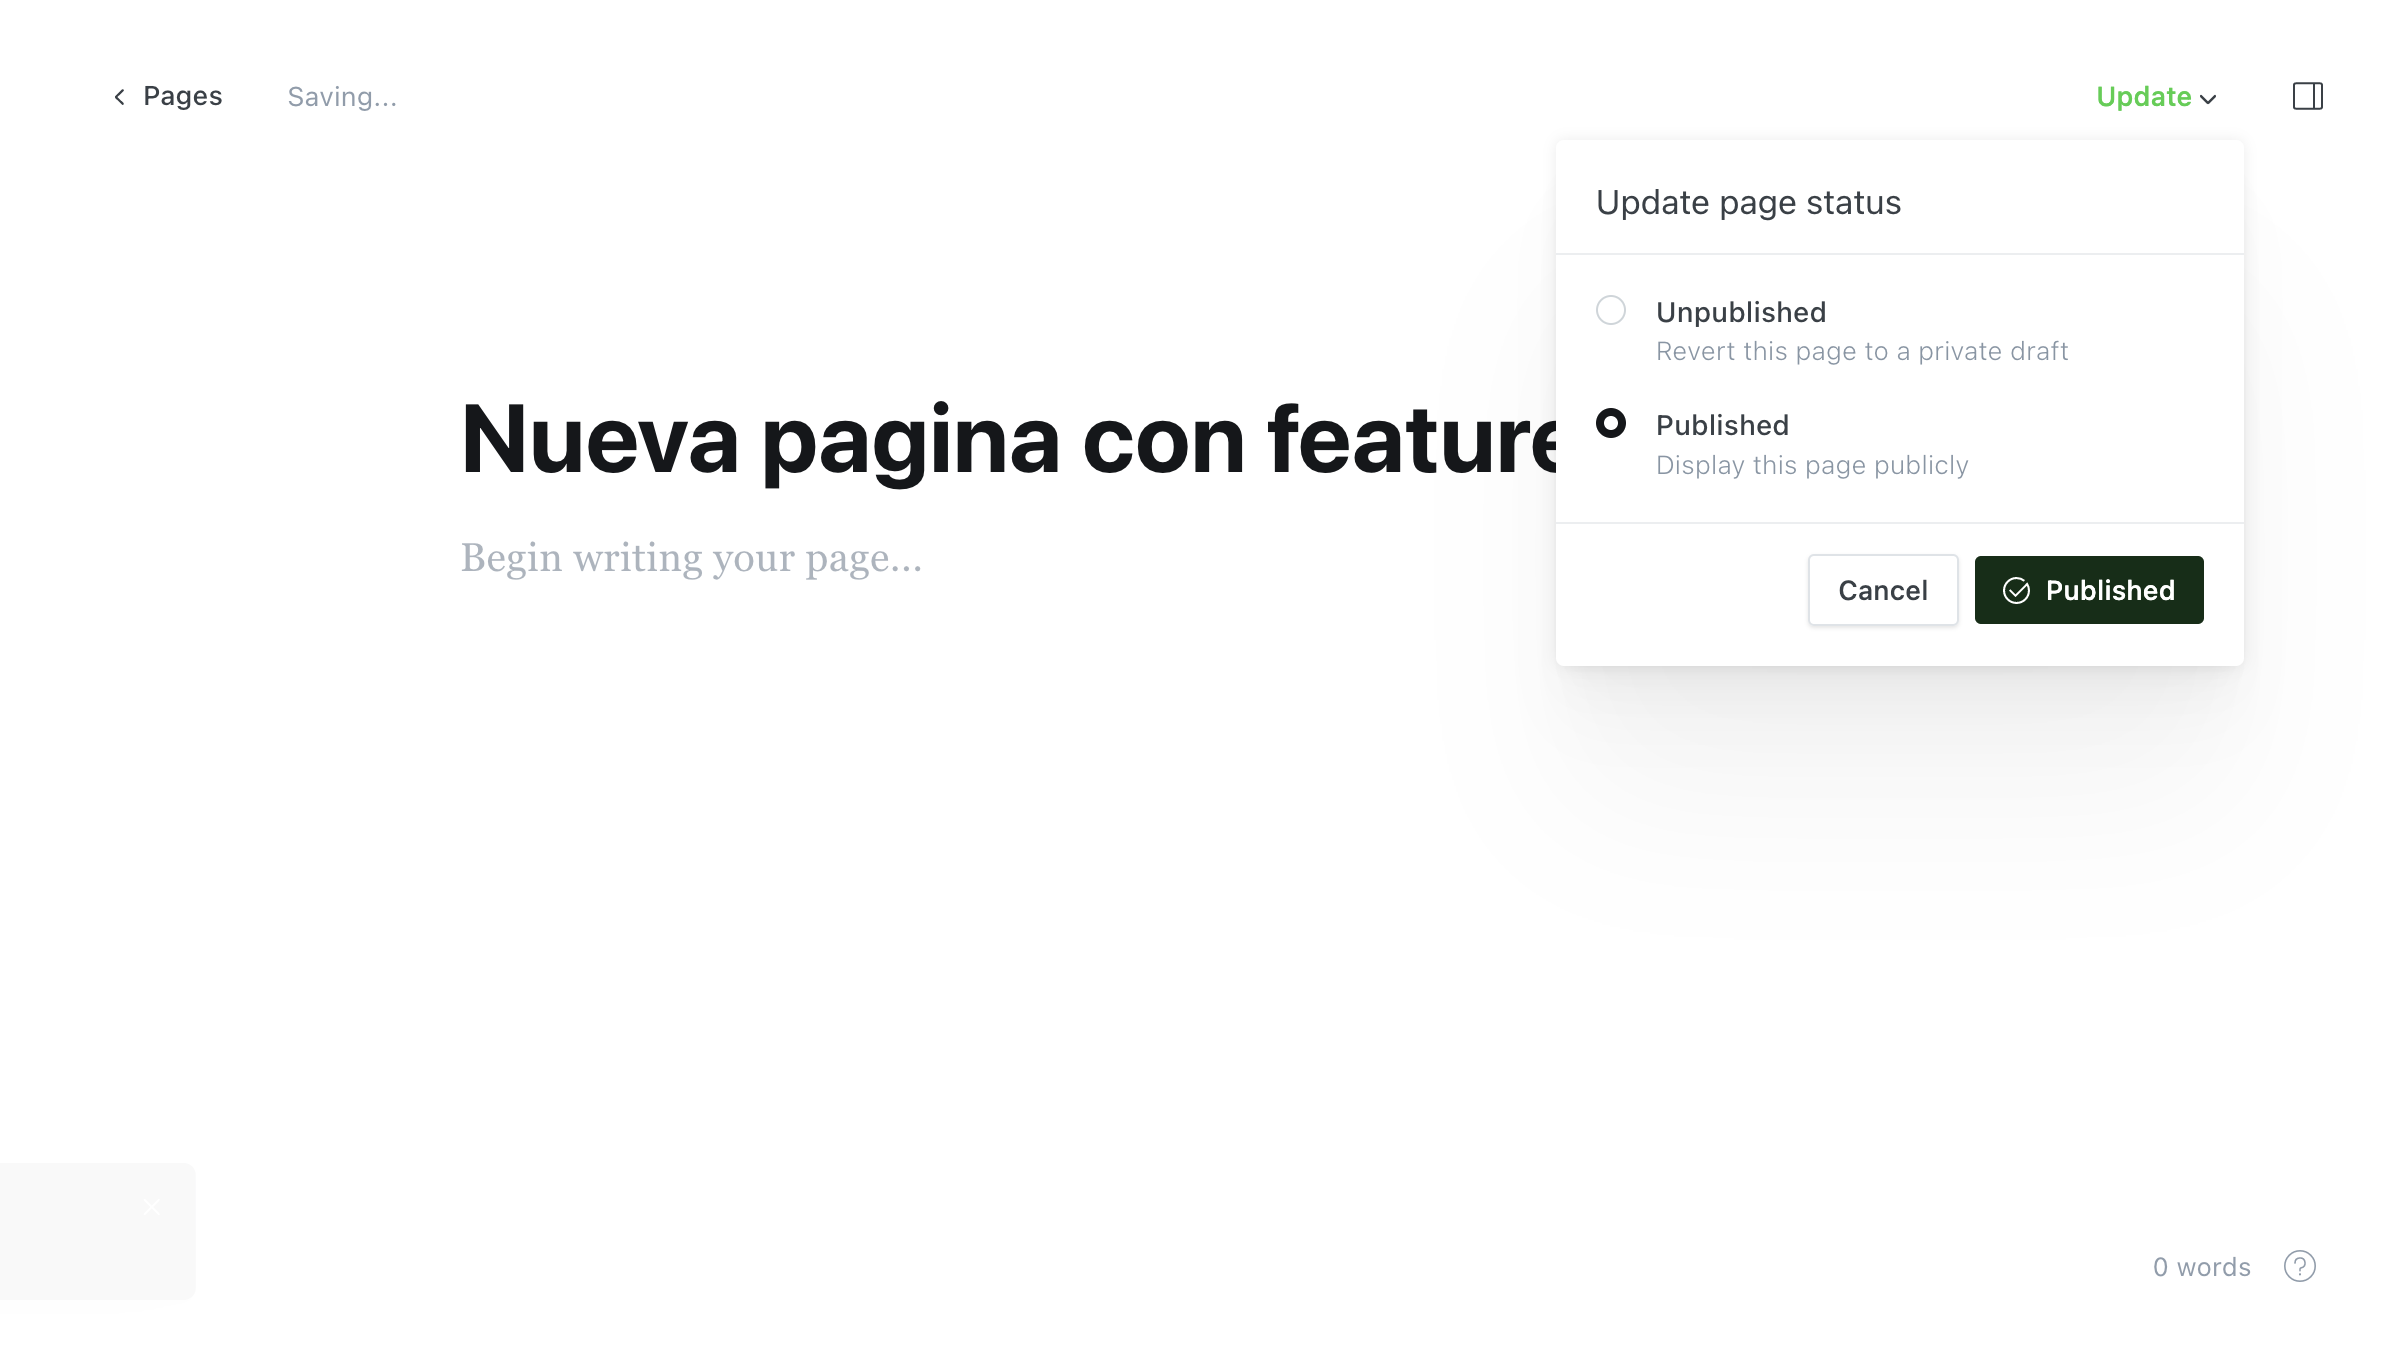 Pages
Saving...
Update
Update page status
Unpublished
Revert this page to a private draft
Published
Display this page publicly
Cancel
Published
Nueva pagina con feature
Begin writing your page...
0 words
?